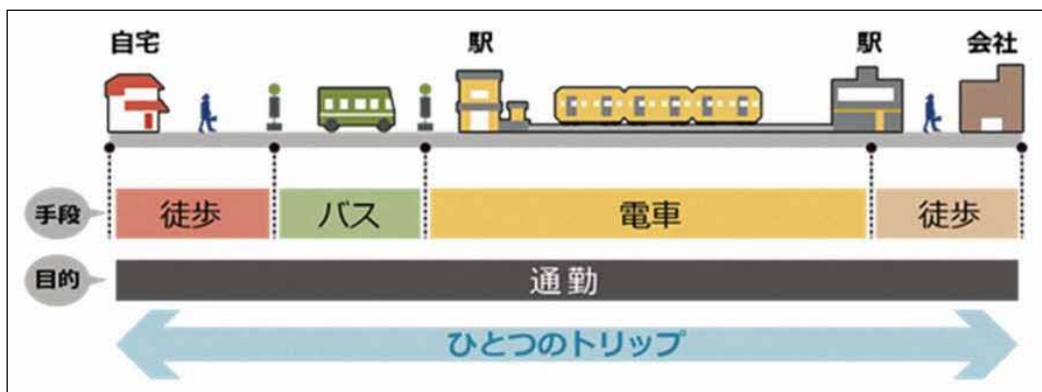 自宅 駅 駅 会社
手段 徒歩 バス 電車 徒歩
目的 通勤
ひとつのトリップ